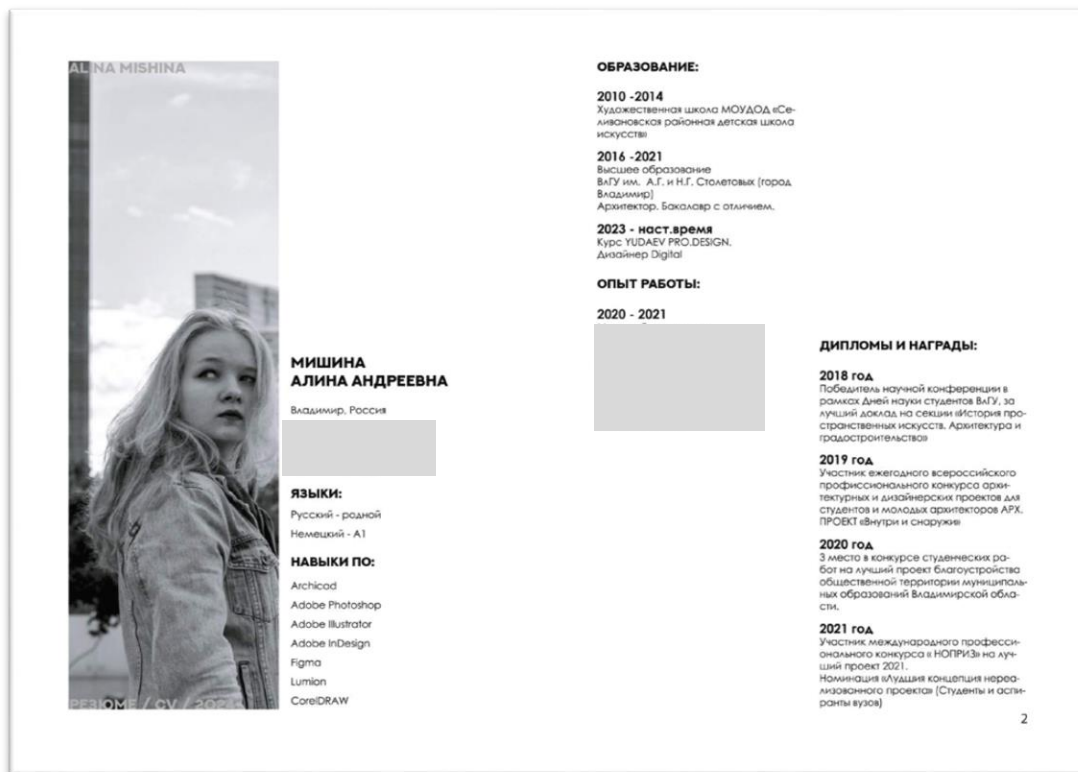 ALINA MISHINA
РЕЗЮМЕ / CV /
МИШИНА
АЛИНА АНДРЕЕВНА
Владимир, Россия
ЯЗЫКИ:
Русский - родной
Немецкий - А1
НАВЫКИ ПО:
Archicad
Adobe Photoshop
Adobe Illustrator
Adobe InDesign
Figma
Lumion
CorelDRAW
ОБРАЗОВАНИЕ:
2010 -2014
Художественная школа МОУДОД «Се-
ливановская районная детская школа
искусств»
2016 -2021
Высшее образование
ВлГУ им. А.Г. и Н.Г. Столетовых (город
Владимир)
Архитектор. Бакалавр с отличием.
2023 - наст.время
Курс YUDAEV PRO.DESIGN.
Дизайнер Digital
ОПЫТ РАБОТЫ:
2020 - 2021
ДИПЛОМЫ И НАГРАДЫ:
2018 год
Победитель научной конференции в
рамках Дней науки студентов ВлГУ, за
лучший доклад на секции «История про-
странственных искусств. Архитектура и
градостроительство»
2019 год
Участник ежегодного всероссийского
профиссионального конкурса архи-
тектурных и дизайнерских проектов для
студентов и молодых архитекторов АРХ.
ПРОЕКТ «Внутри и снаружи»
2020 год
3 место в конкурсе студенческих ра-
бот на лучший проект благоустройства
общественной территории муниципаль-
ных образований Владимирской обла-
сти.
2021 год
Участник международного професси-
онального конкурса « НОПРИЗ» на луч-
ший проект 2021.
Номинация «Лудшия концепция нереа-
лизованного проекта» (Студенты и аспи-
ранты вузов)
2